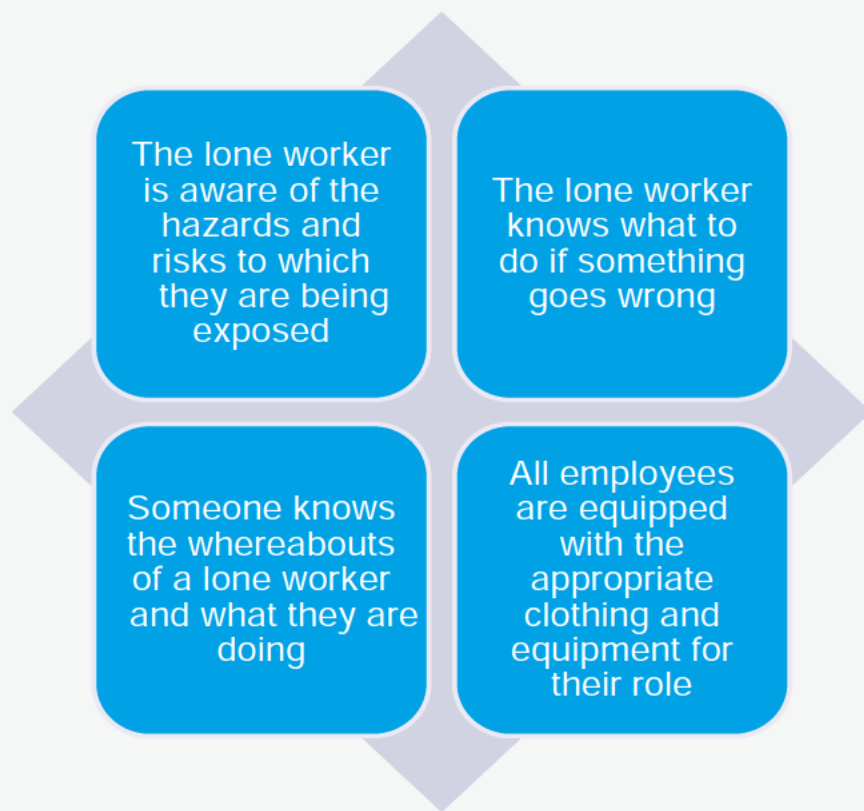 The lone worker
is aware of the
hazards and
risks to which
they are being
exposed
The lone worker
knows what to
do if something
goes wrong
Someone knows
the whereabouts
of a lone worker
and what they are
doing
All employees
are equipped
with the
appropriate
clothing and
equipment for
their role